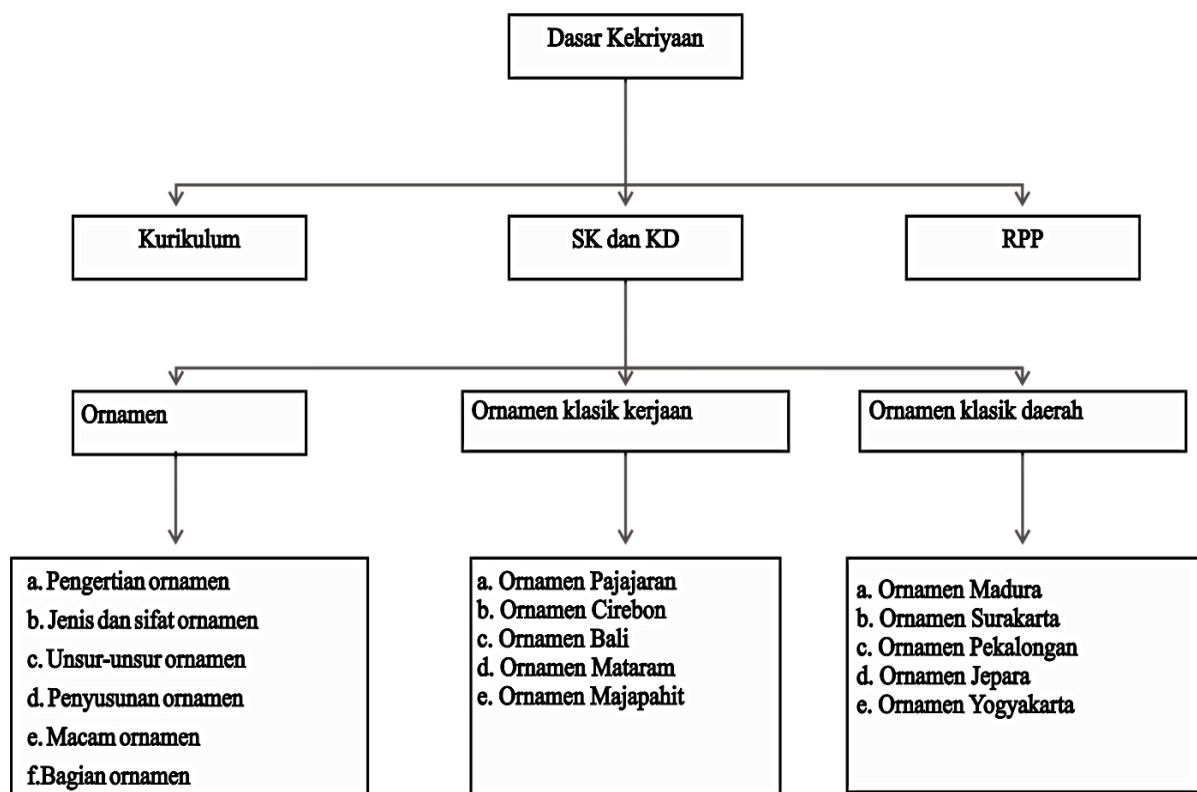 Dasar Kekriyaan
Kurikulum
SK dan KD
RPP
Ornamen
Ornamen klasik kerjaan
Ornamen klasik daerah
a. Pengertian ornamen
b. Jenis dan sifat ornamen
c. Unsur-unsur ornamen
d. Penyusunan ornamen
e. Macam ornamen
f.Bagian ornamen
a. Ornamen Pajajaran
b. Ornamen Cirebon
c. Ornamen Bali
d. Ornamen Mataram
e. Ornamen Majapahit
a. Ornamen Madura
b. Ornamen Surakarta
c. Ornamen Pekalongan
d. Ornamen Jepara
e. Ornamen Yogyakarta